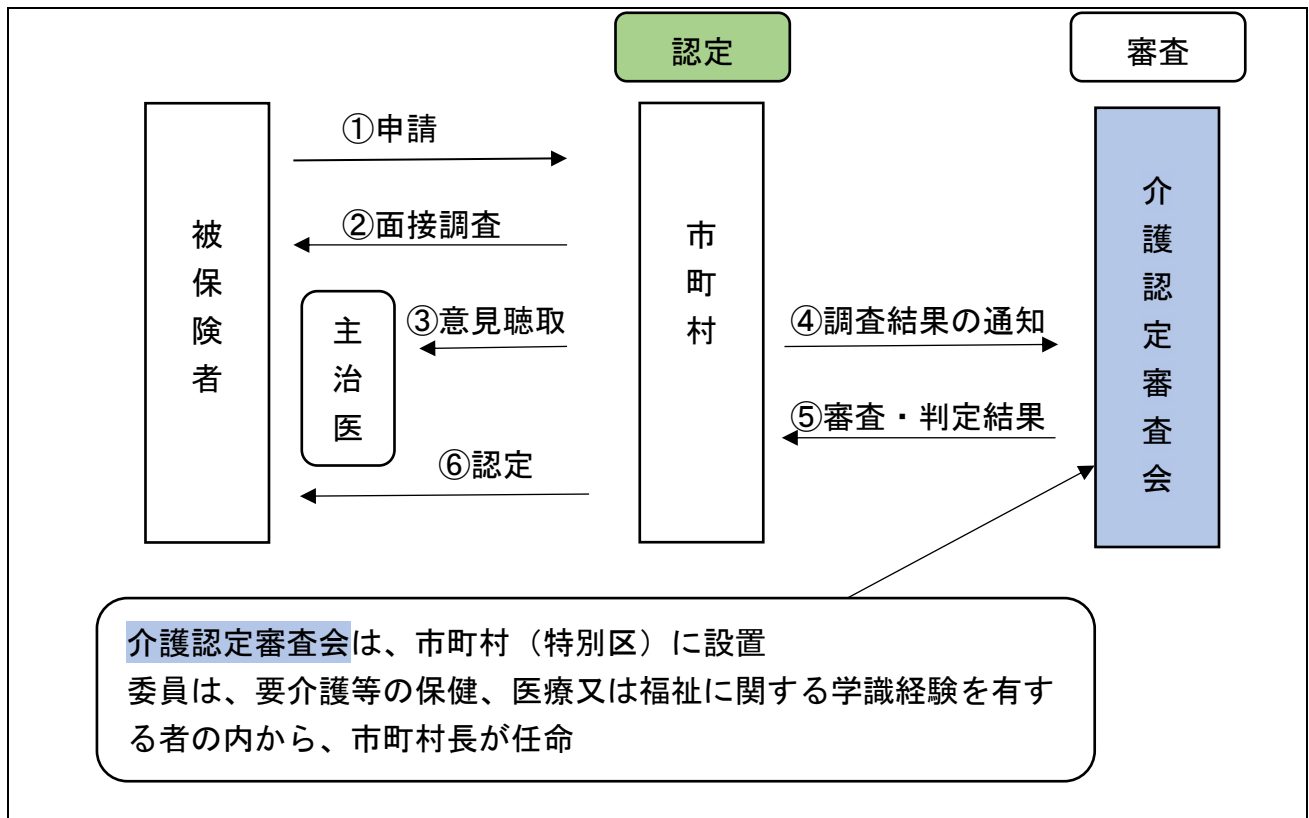 認定
審査
①申請
②面接調査
③意見聴取
④調査結果の通知
⑤審査・判定結果
⑥認定
被保険者
主治医
市町村
介護認定審査会
介護認定審査会は、市町村（特別区）に設置
委員は、要介護等の保健、医療又は福祉に関する学識経験を有す
る者の内から、市町村長が任命